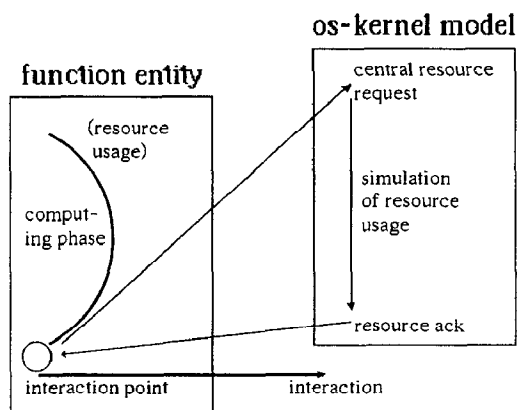 os-kernel model
function entity
central resource
request
(resource
usage)
simulation
of resource
usage
comput-
ing phase
resource ack
interaction point
interaction